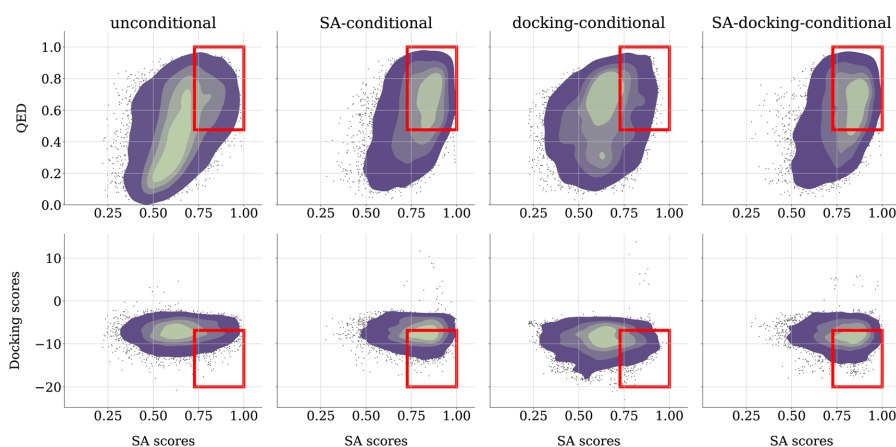 unconditional SA-conditional docking-conditional SA-docking-conditional
1.0
0.8
0.6
0.4
0.2
0.0
QED
0.25 0.50 0.75 1.00 0.25 0.50 0.75 1.00 0.25 0.50 0.75 1.00 0.25 0.50 0.75 1.00
10
0
−10
−20
Docking scores
0.25 0.50 0.75 1.00 0.25 0.50 0.75 1.00 0.25 0.50 0.75 1.00 0.25 0.50 0.75 1.00
SA scores SA scores SA scores SA scores